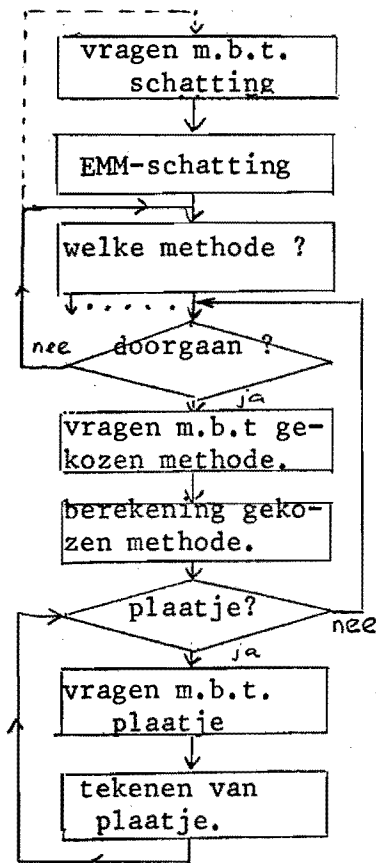 vragen m.b.t.
schatting
EMM-schatting
welke methode ?
......
nee
doorgaan ?
ja
vragen m.b.t ge-
kozen methode.
berekening geko-
zen methode.
plaatje?
nee
ja
vragen m.b.t.
plaatje
tekenen van
plaatje.